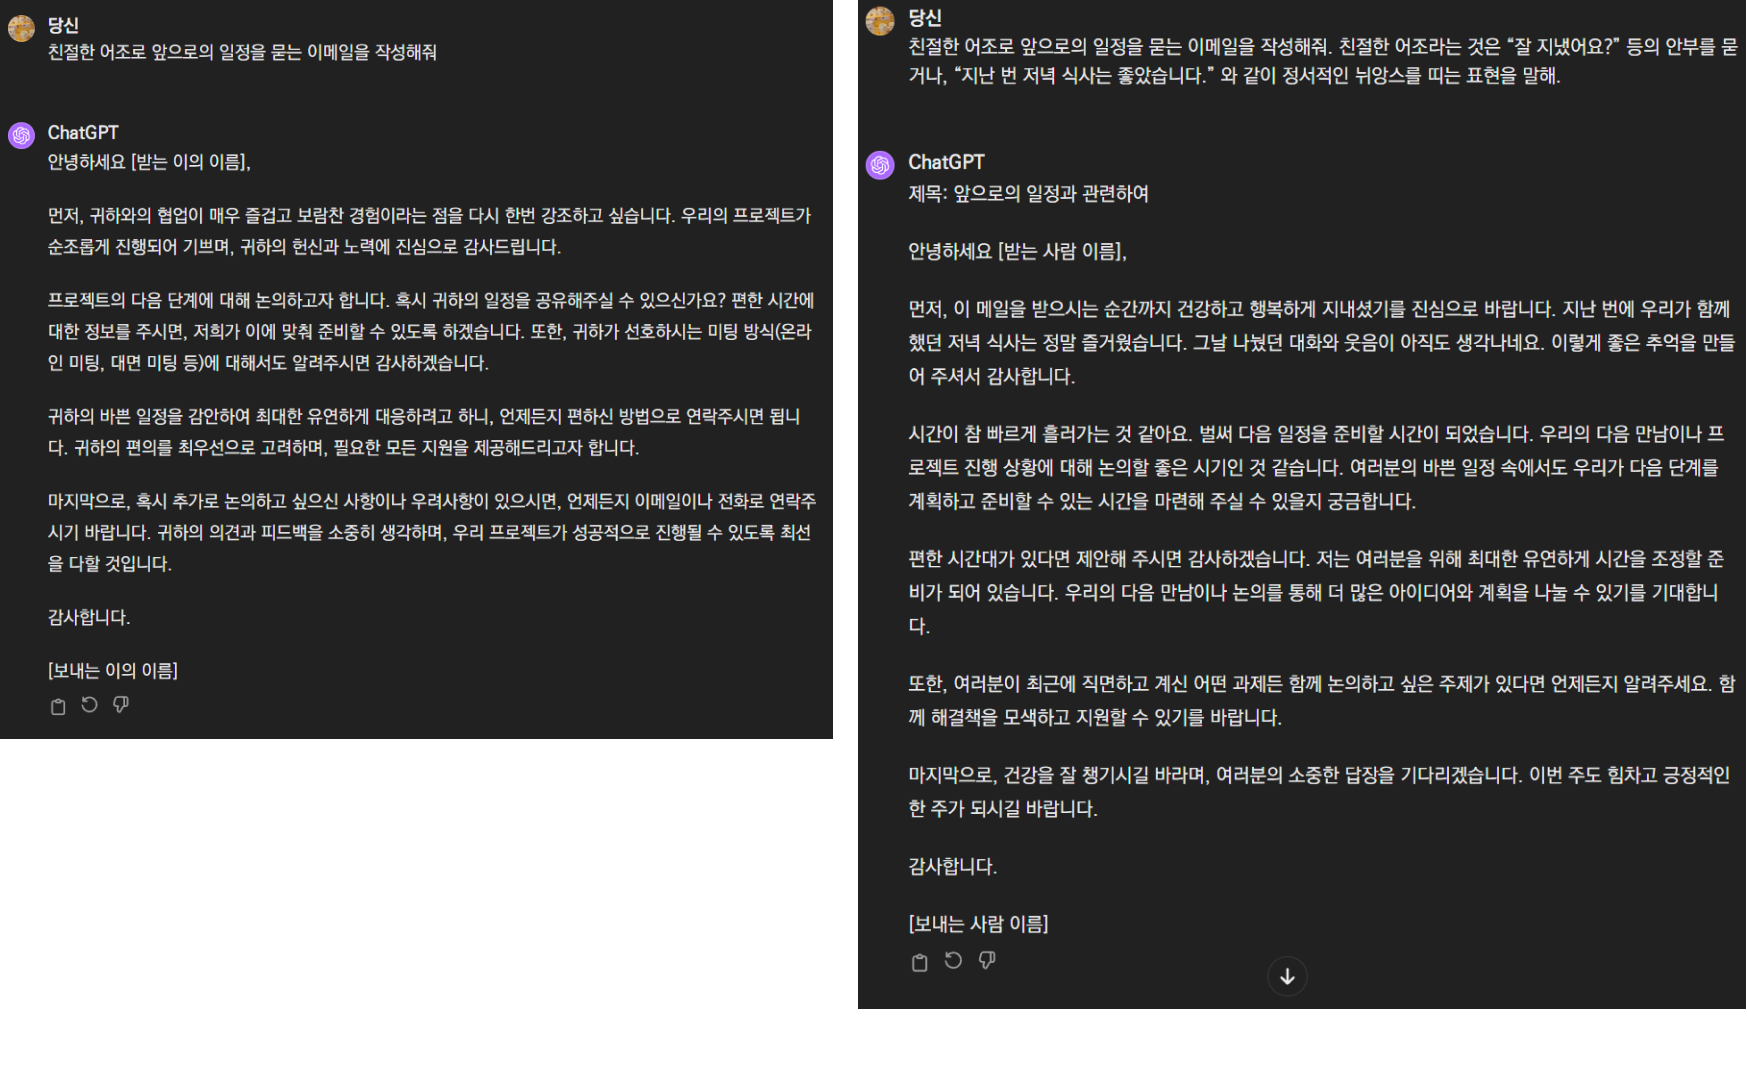 당신
친절한 어조로 앞으로의 일정을 묻는 이메일을 작성해줘
ChatGPT
안녕하세요 [받는 이의 이름],
먼저, 귀하와의 협업이 매우 즐겁고 보람찬 경험이라는 점을 다시 한번 강조하고 싶습니다. 우리의 프로젝트가
순조롭게 진행되어 기쁘며, 귀하의 헌신과 노력에 진심으로 감사드립니다.
프로젝트의 다음 단계에 대해 논의하고자 합니다. 혹시 귀하의 일정을 공유해주실 수 있으신가요? 편한 시간에
대한 정보를 주시면, 저희가 이에 맞춰 준비할 수 있도록 하겠습니다. 또한, 귀하가 선호하시는 미팅 방식(온라
인 미팅, 대면 미팅 등)에 대해서도 알려주시면 감사하겠습니다.
귀하의 바쁜 일정을 감안하여 최대한 유연하게 대응하려고 하니, 언제든지 편하신 방법으로 연락주시면 됩니
다. 귀하의 편의를 최우선으로 고려하며, 필요한 모든 지원을 제공해드리고자 합니다.
마지막으로, 혹시 추가로 논의하고 싶으신 사항이나 우려사항이 있으시면, 언제든지 이메일이나 전화로 연락주
시기 바랍니다. 귀하의 의견과 피드백을 소중히 생각하며, 우리 프로젝트가 성공적으로 진행될 수 있도록 최선
을 다할 것입니다.
감사합니다.
[보내는 이의 이름]
당신
친절한 어조로 앞으로의 일정을 묻는 이메일을 작성해줘. 친절한 어조라는 것은 “잘 지냈어요?” 등의 안부를 묻
거나, “지난 번 저녁 식사는 좋았습니다.” 와 같이 정서적인 뉘앙스를 띠는 표현을 말해.
ChatGPT
제목: 앞으로의 일정과 관련하여
안녕하세요 [받는 사람 이름],
먼저, 이 메일을 받으시는 순간까지 건강하고 행복하게 지내셨기를 진심으로 바랍니다. 지난 번에 우리가 함께
했던 저녁 식사는 정말 즐거웠습니다. 그날 나눴던 대화와 웃음이 아직도 생각나네요. 이렇게 좋은 추억을 만들
어 주셔서 감사합니다.
시간이 참 빠르게 흘러가는 것 같아요. 벌써 다음 일정을 준비할 시간이 되었습니다. 우리의 다음 만남이나 프
로젝트 진행 상황에 대해 논의할 좋은 시기인 것 같습니다. 여러분의 바쁜 일정 속에서도 우리가 다음 단계를
계획하고 준비할 수 있는 시간을 마련해 주실 수 있을지 궁금합니다.
편한 시간대가 있다면 제안해 주시면 감사하겠습니다. 저는 여러분을 위해 최대한 유연하게 시간을 조정할 준
비가 되어 있습니다. 우리의 다음 만남이나 논의를 통해 더 많은 아이디어와 계획을 나눌 수 있기를 기대합니
다.
또한, 여러분이 최근에 직면하고 계신 어떤 과제든 함께 논의하고 싶은 주제가 있다면 언제든지 알려주세요. 함
께 해결책을 모색하고 지원할 수 있기를 바랍니다.
마지막으로, 건강을 잘 챙기시길 바라며, 여러분의 소중한 답장을 기다리겠습니다. 이번 주도 힘차고 긍정적인
한 주가 되시길 바랍니다.
감사합니다.
[보내는 사람 이름]